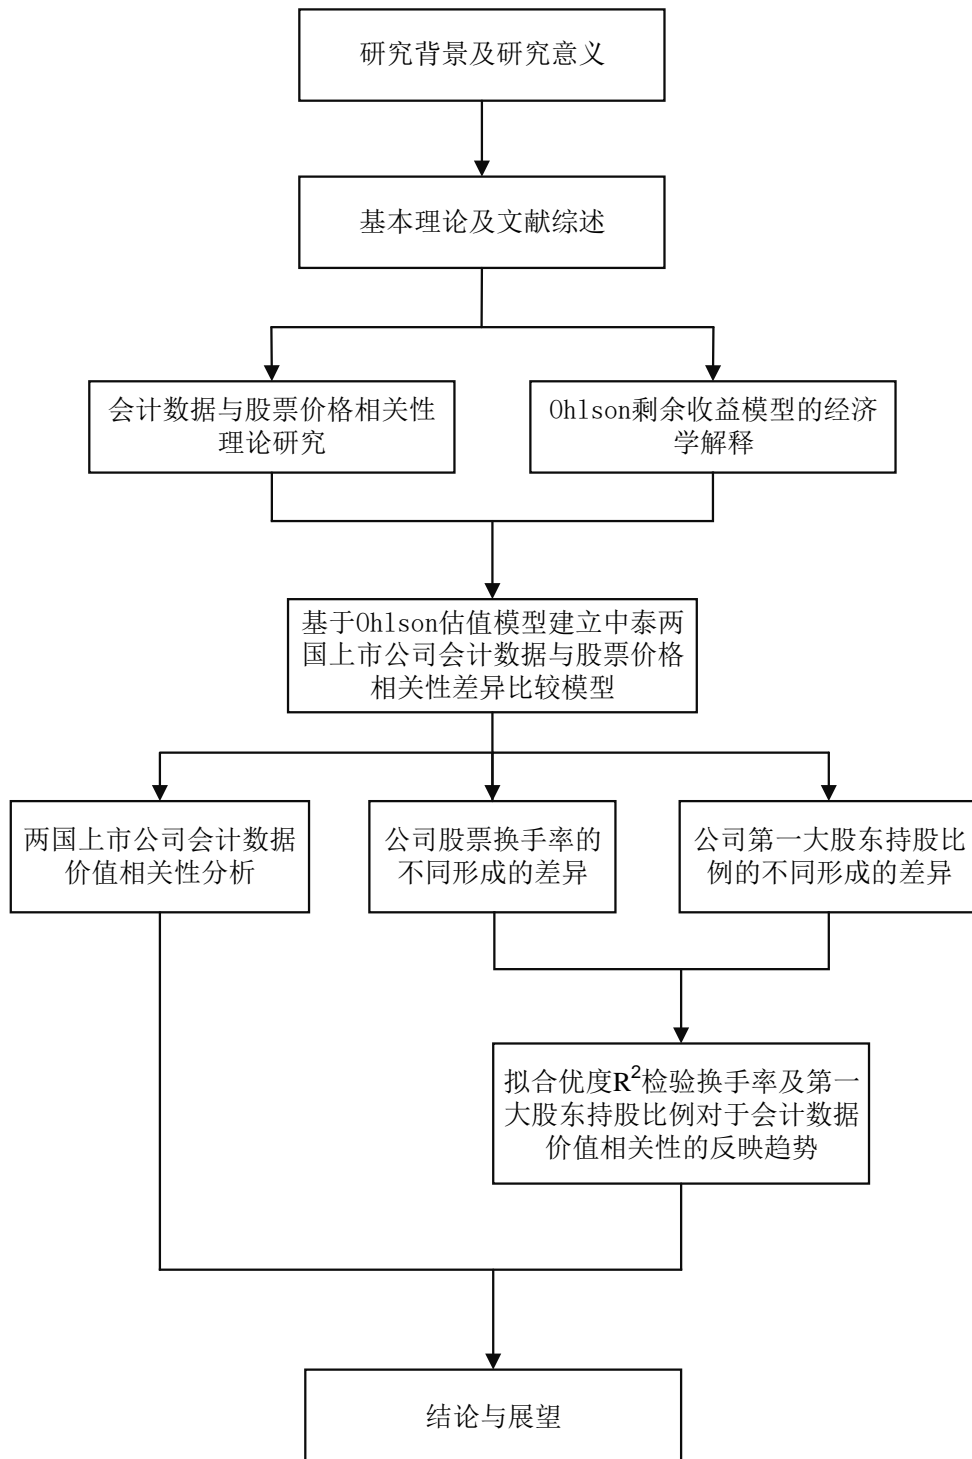 研究背景及研究意义
基本理论及文献综述
会计数据与股票价格相关性
理论研究
Ohlson剩余收益模型的经济
学解释
基于Ohlson估值模型建立中泰两
国上市公司会计数据与股票价格
相关性差异比较模型
两国上市公司会计数据
价值相关性分析
公司股票换手率的
不同形成的差异
公司第一大股东持股比
例的不同形成的差异
拟合优度R²检验换手率及第一
大股东持股比例对于会计数据
价值相关性的反映趋势
结论与展望